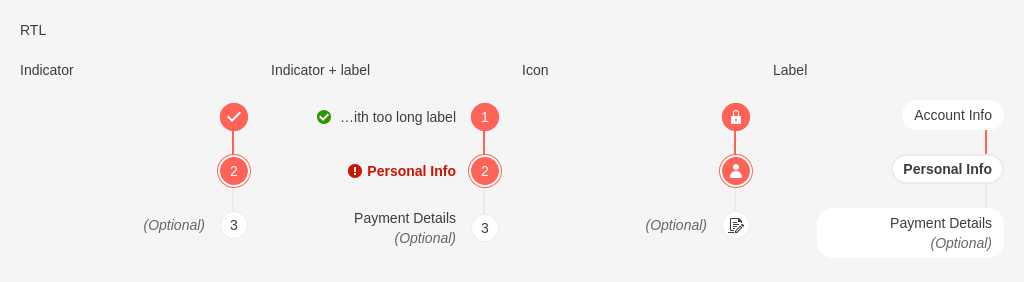 RTL
Indicator
Indicator + label
Icon
Label
2
(Optional)
3
…ith too long label
1
Personal Info
2
Payment Details
(Optional)
3
(Optional)
Account Info
Personal Info
Payment Details
(Optional)